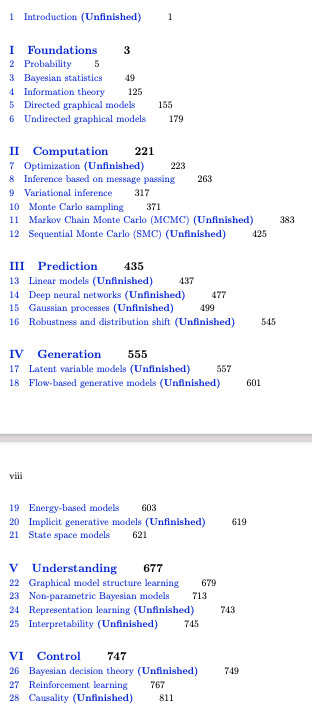 1 Introduction (Unfinished) 1
I Foundations 3
2 Probability 5
3 Bayesian statistics 49
4 Information theory 125
5 Directed graphical models 155
6 Undirected graphical models 179
II Computation 221
7 Optimization (Unfinished) 223
8 Inference based on message passing 263
9 Variational inference 317
10 Monte Carlo sampling 371
11 Markov Chain Monte Carlo (MCMC) (Unfinished) 383
12 Sequential Monte Carlo (SMC) (Unfinished) 425
III Prediction 435
13 Linear models (Unfinished) 437
14 Deep neural networks (Unfinished) 477
15 Gaussian processes (Unfinished) 499
16 Robustness and distribution shift (Unfinished) 545
IV Generation 555
17 Latent variable models (Unfinished) 557
18 Flow-based generative models (Unfinished) 601
viii
19 Energy-based models 603
20 Implicit generative models (Unfinished) 619
21 State space models 621
V Understanding 677
22 Graphical model structure learning 679
23 Non-parametric Bayesian models 713
24 Representation learning (Unfinished) 743
25 Interpretability (Unfinished) 745
VI Control 747
26 Bayesian decision theory (Unfinished) 749
27 Reinforcement learning 767
28 Causality (Unfinished) 811